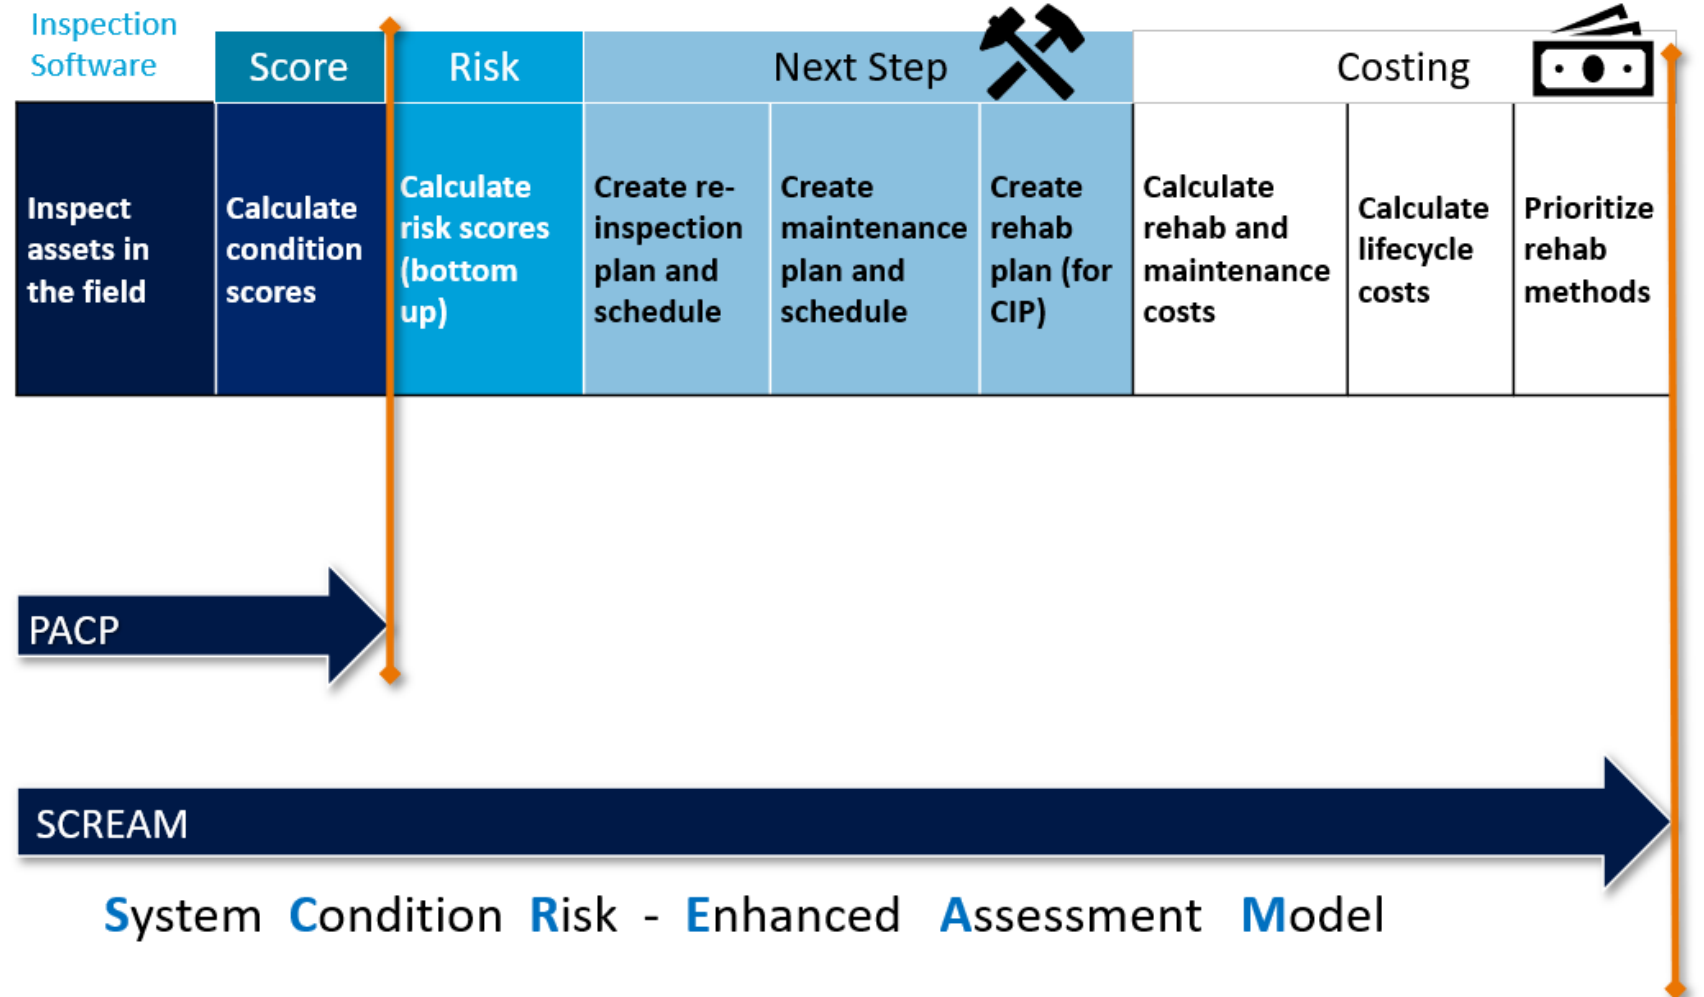 Inspection
Software
Score
Risk
Next Step
Costing
Inspect
assets in
the field
Calculate
condition
scores
Calculate
risk scores
(bottom
up)
Create re-
inspection
plan and
schedule
Create
maintenance
plan and
schedule
Create
rehab
plan (for
CIP)
Calculate
rehab and
maintenance
costs
Calculate
lifecycle
costs
Prioritize
rehab
methods
PACP
SCREAM
System Condition Risk - Enhanced Assessment Model